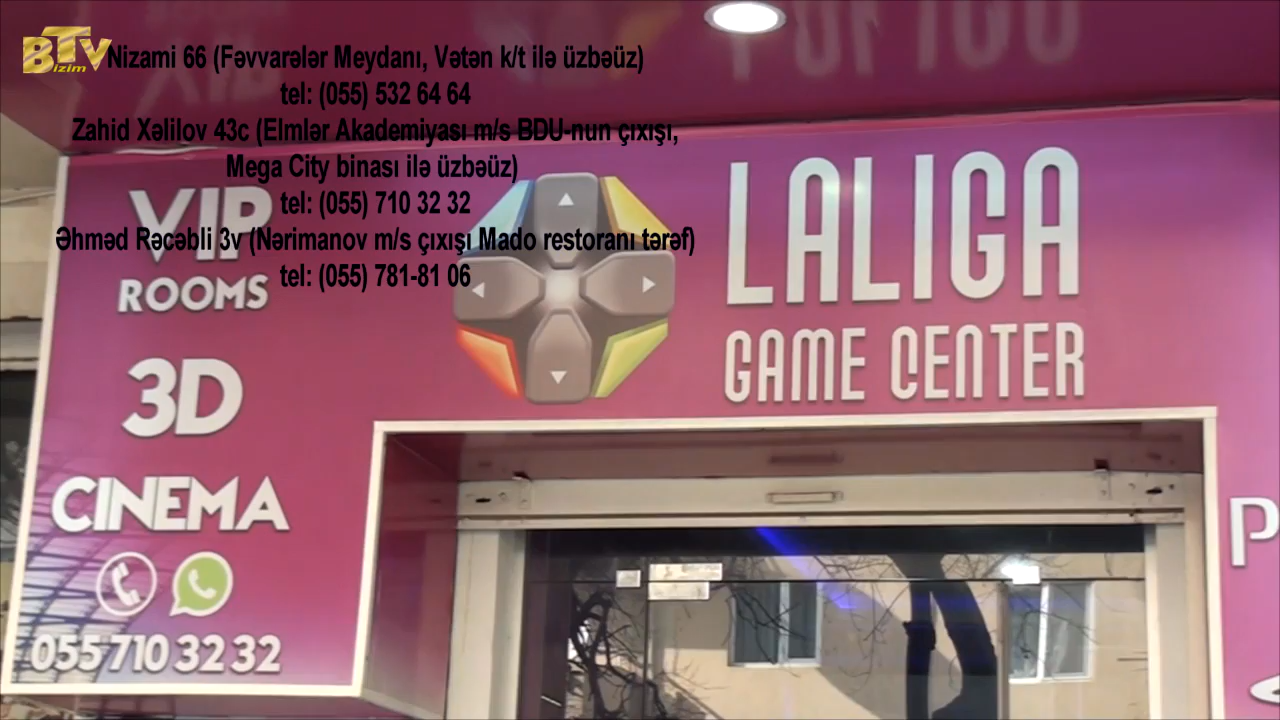 BTV
izim
Nizami 66 (Fəvvarələr Meydanı, Vətən k/t ilə üzbəüz)
tel: (055) 532 64 64
Zahid Xəlilov 43c (Elmlər Akademiyası m/s BDU-nun çıxışı,
Mega City binası ilə üzbəüz)
tel: (055) 710 32 32
Əhməd Rəcəbli 3v (Nərimanov m/s çıxışı Mado restoranı tərəf)
tel: (055) 781-81 06
VIP
ROOMS
3D
CINEMA
055 710 32 32
LALIGA
GAME CENTER
P